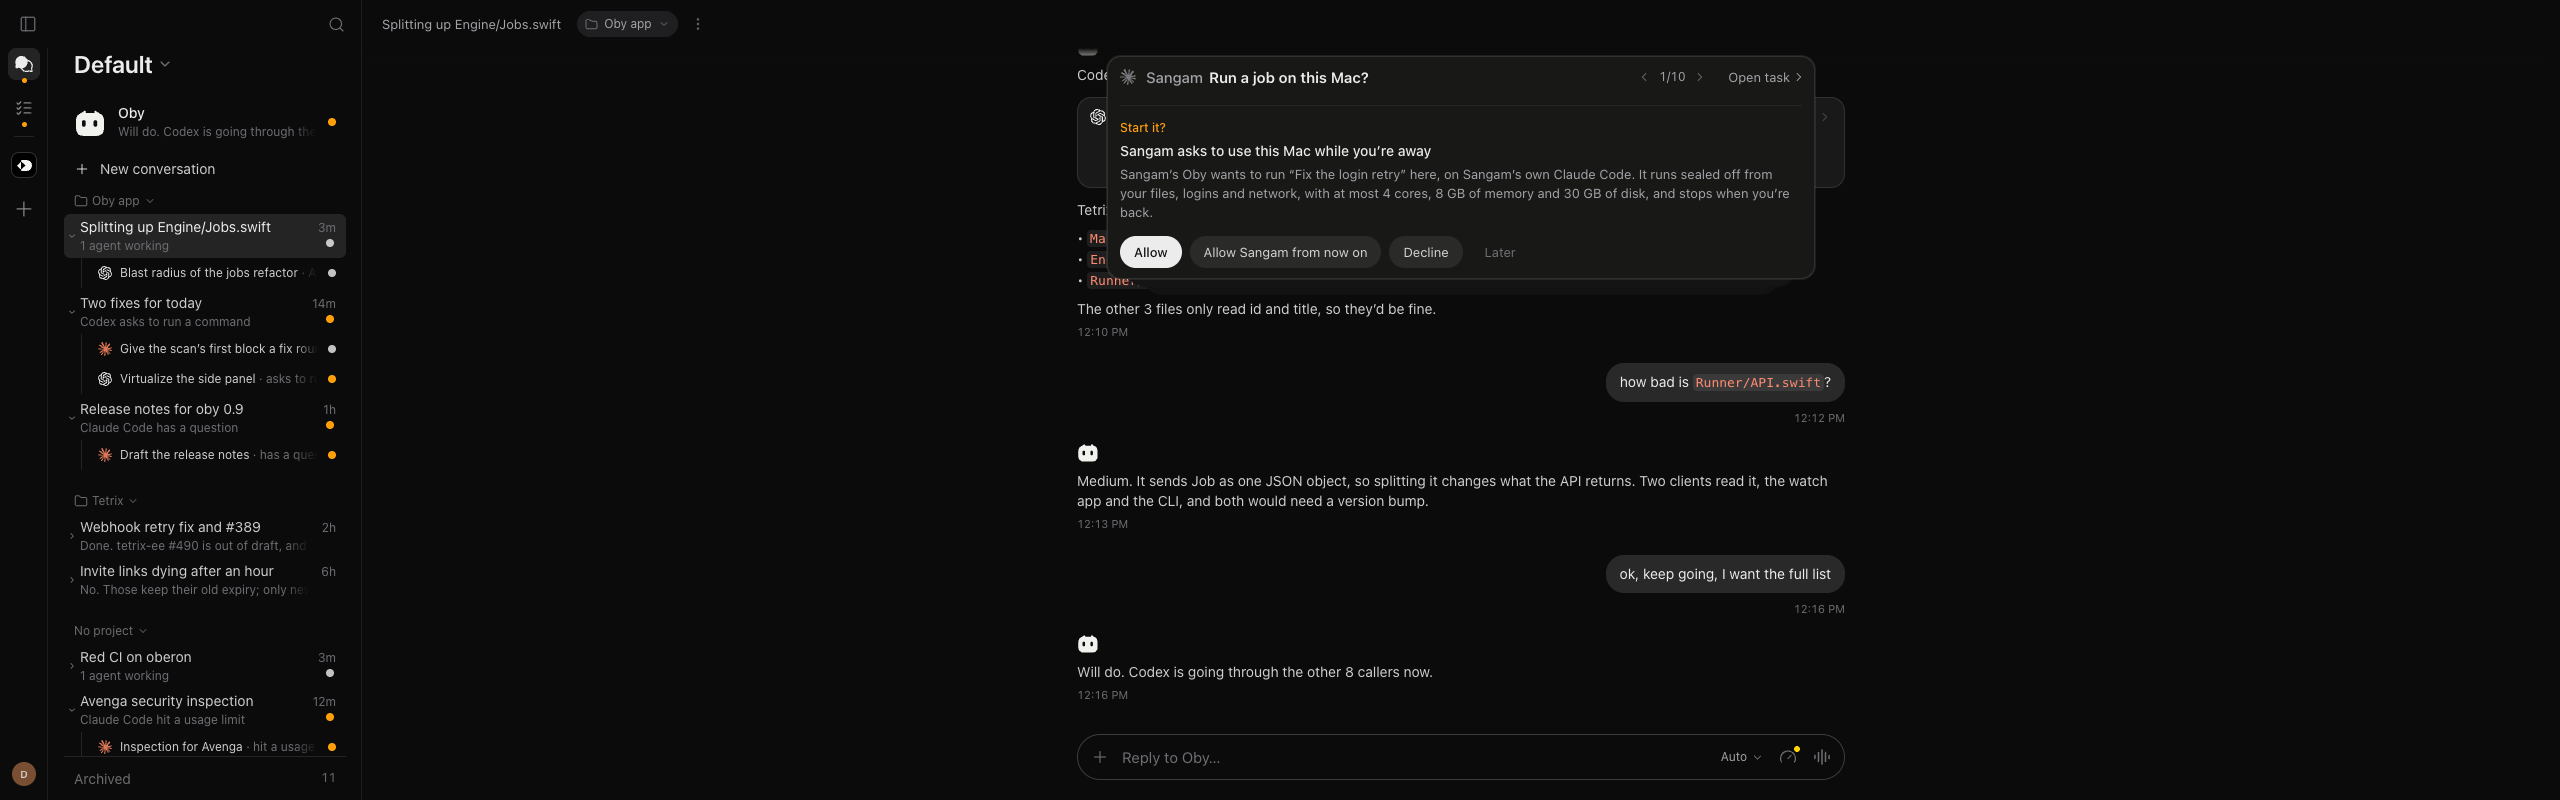 Splitting up Engine/Jobs.swift
Oby app
Default
Oby
Will do. Codex is going through the
New conversation
Oby app
Splitting up Engine/Jobs.swift 3m
1 agent working
Blast radius of the jobs refactor · A
Two fixes for today 14m
Codex asks to run a command
Give the scan’s first block a fix rou
Virtualize the side panel · asks to r
Release notes for oby 0.9 1h
Claude Code has a question
Draft the release notes · has a que
Tetrix
Webhook retry fix and #389 2h
Done. tetrix-ee #490 is out of draft, and
Invite links dying after an hour 6h
No. Those keep their old expiry; only ne
No project
Red CI on oberon 3m
1 agent working
Avenga security inspection 12m
Claude Code hit a usage limit
Inspection for Avenga · hit a usage
Archived 11
D
Code
Sangam Run a job on this Mac?
1/10
Open task
Start it?
Sangam asks to use this Mac while you’re away
Sangam’s Oby wants to run “Fix the login retry” here, on Sangam’s own Claude Code. It runs sealed off from
your files, logins and network, with at most 4 cores, 8 GB of memory and 30 GB of disk, and stops when you’re
back.
Allow
Allow Sangam from now on
Decline
Later
Tetri
• Ma
• En
• Runner
The other 3 files only read id and title, so they’d be fine.
12:10 PM
how bad is Runner/API.swift?
12:12 PM
Medium. It sends Job as one JSON object, so splitting it changes what the API returns. Two clients read it, the watch
app and the CLI, and both would need a version bump.
12:13 PM
ok, keep going, I want the full list
12:16 PM
Will do. Codex is going through the other 8 callers now.
12:16 PM
Reply to Oby...
Auto